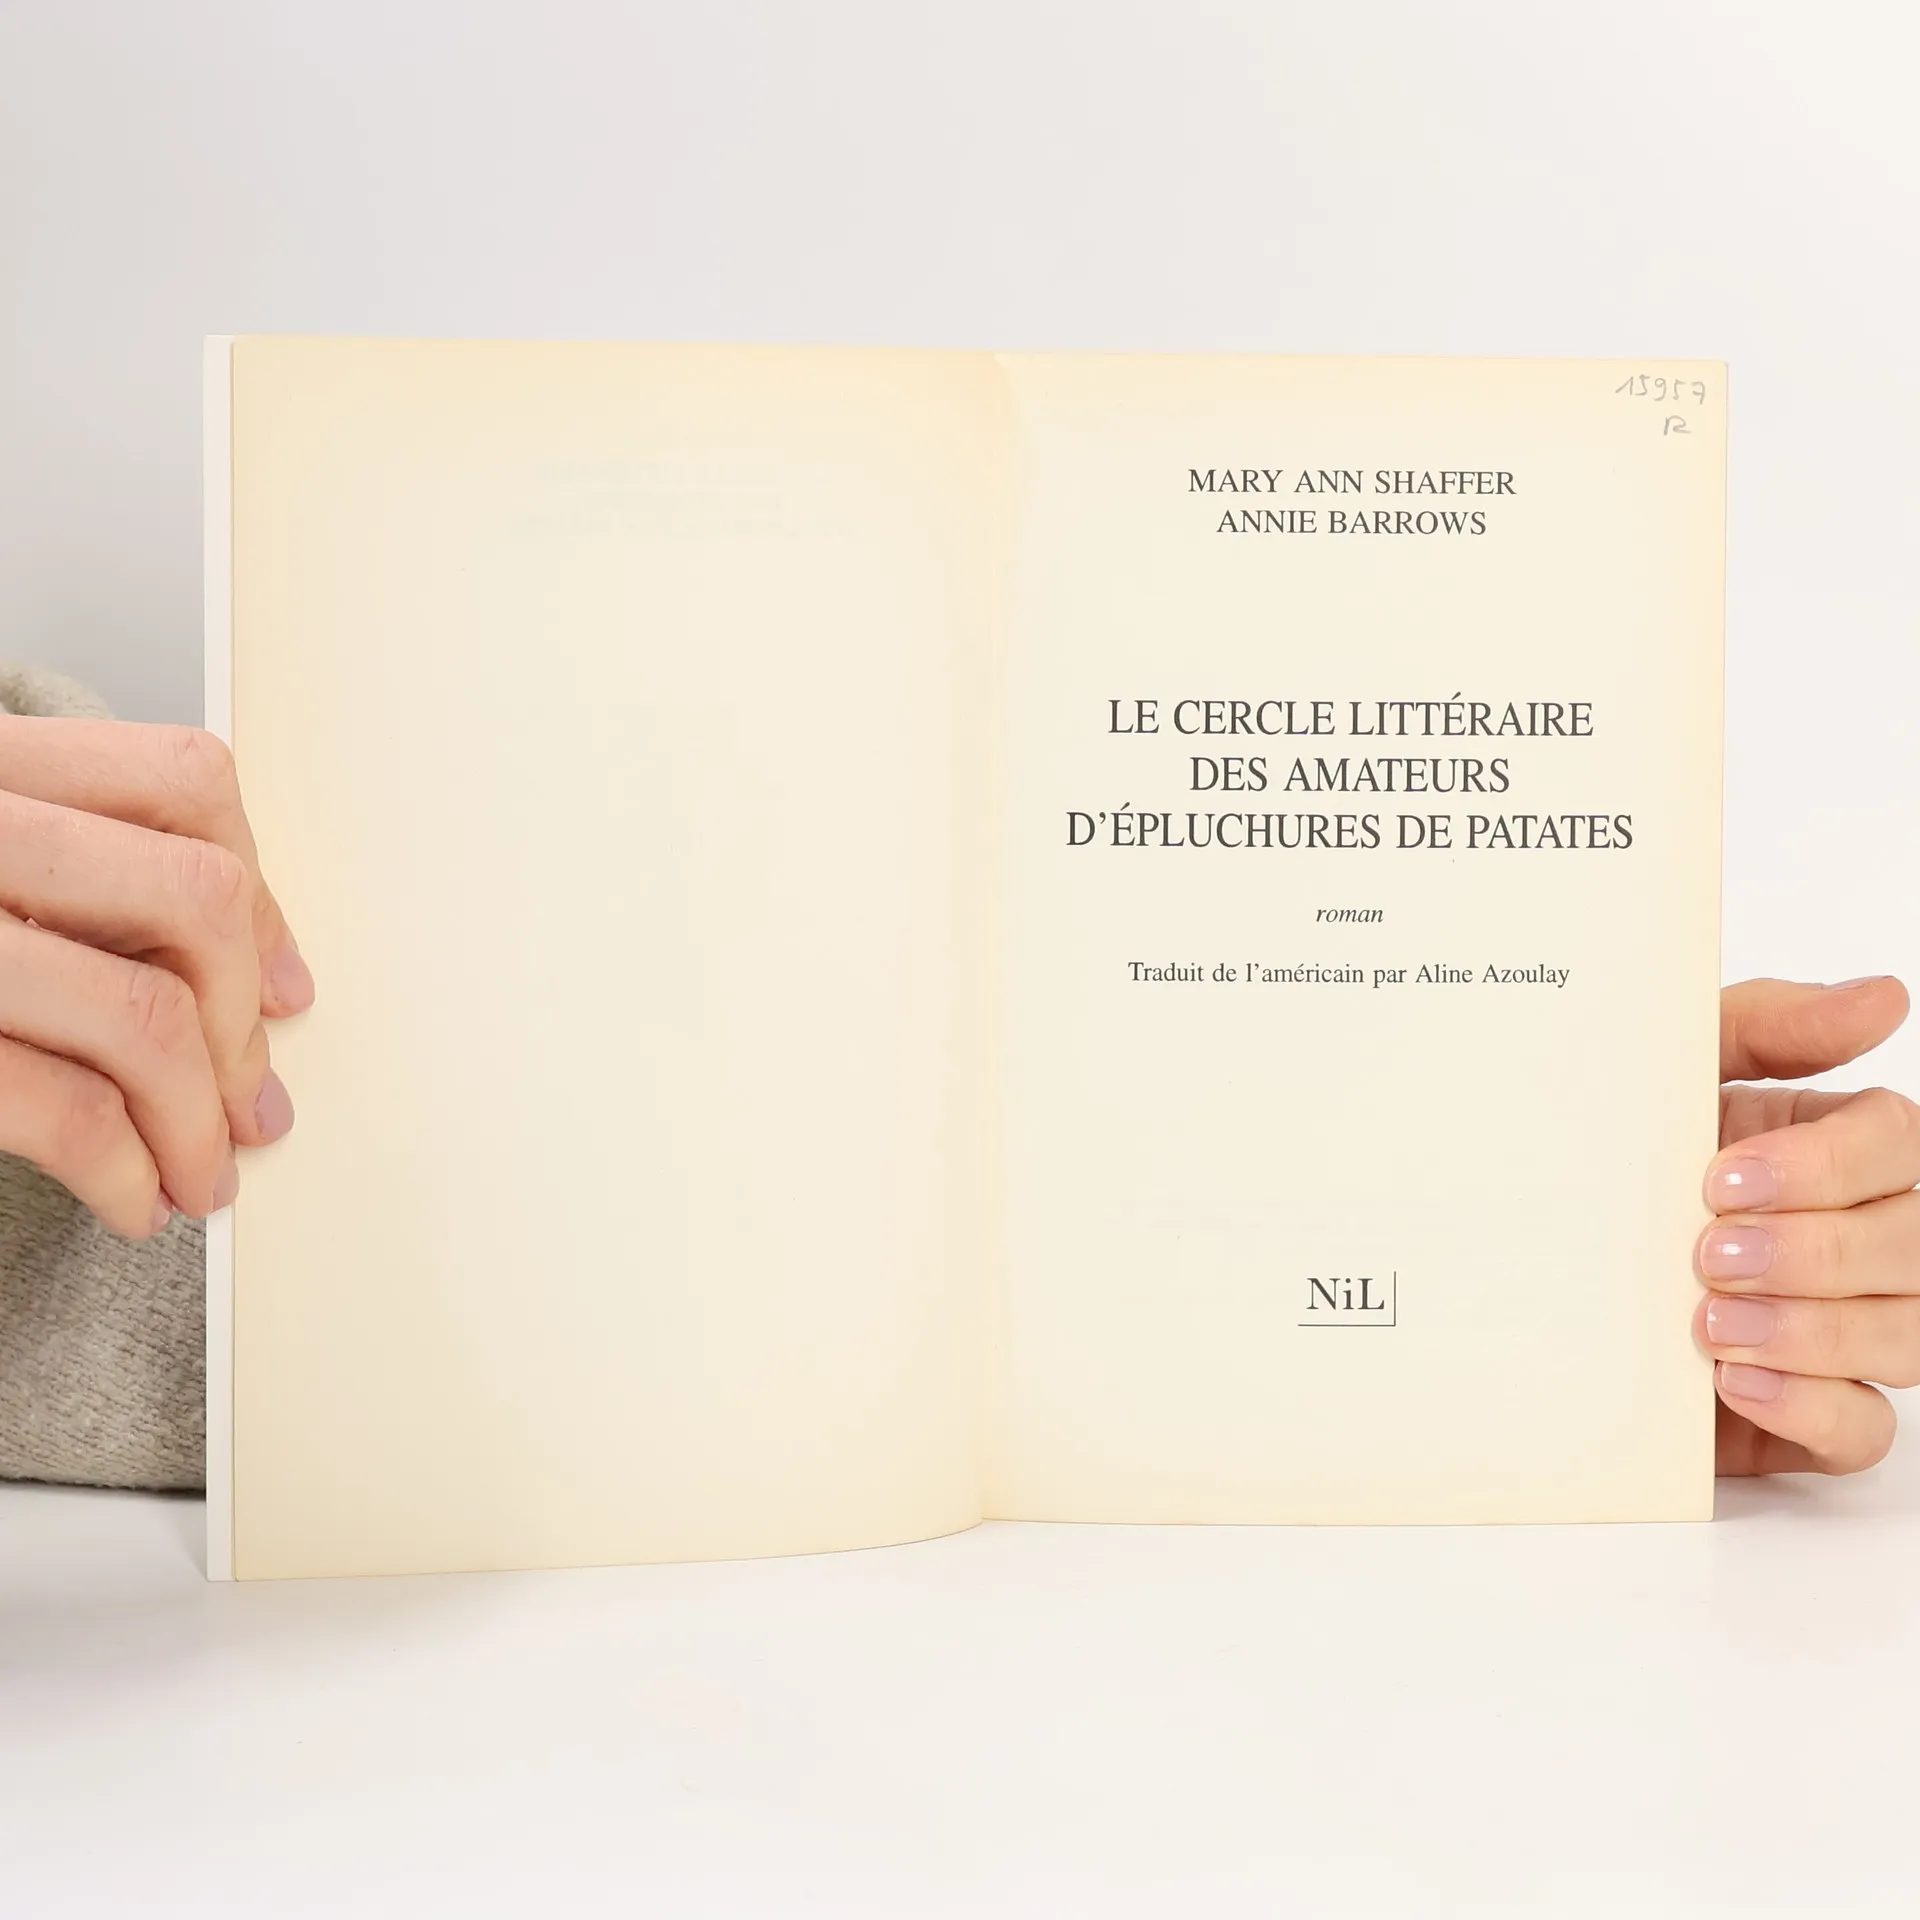 15957
R
MARY ANN SHAFFER
ANNIE BARROWS
LE CERCLE LITTÉRAIRE
DES AMATEURS
D’ÉPLUCHURES DE PATATES
roman
Traduit de l’américain par Aline Azoulay
NiL